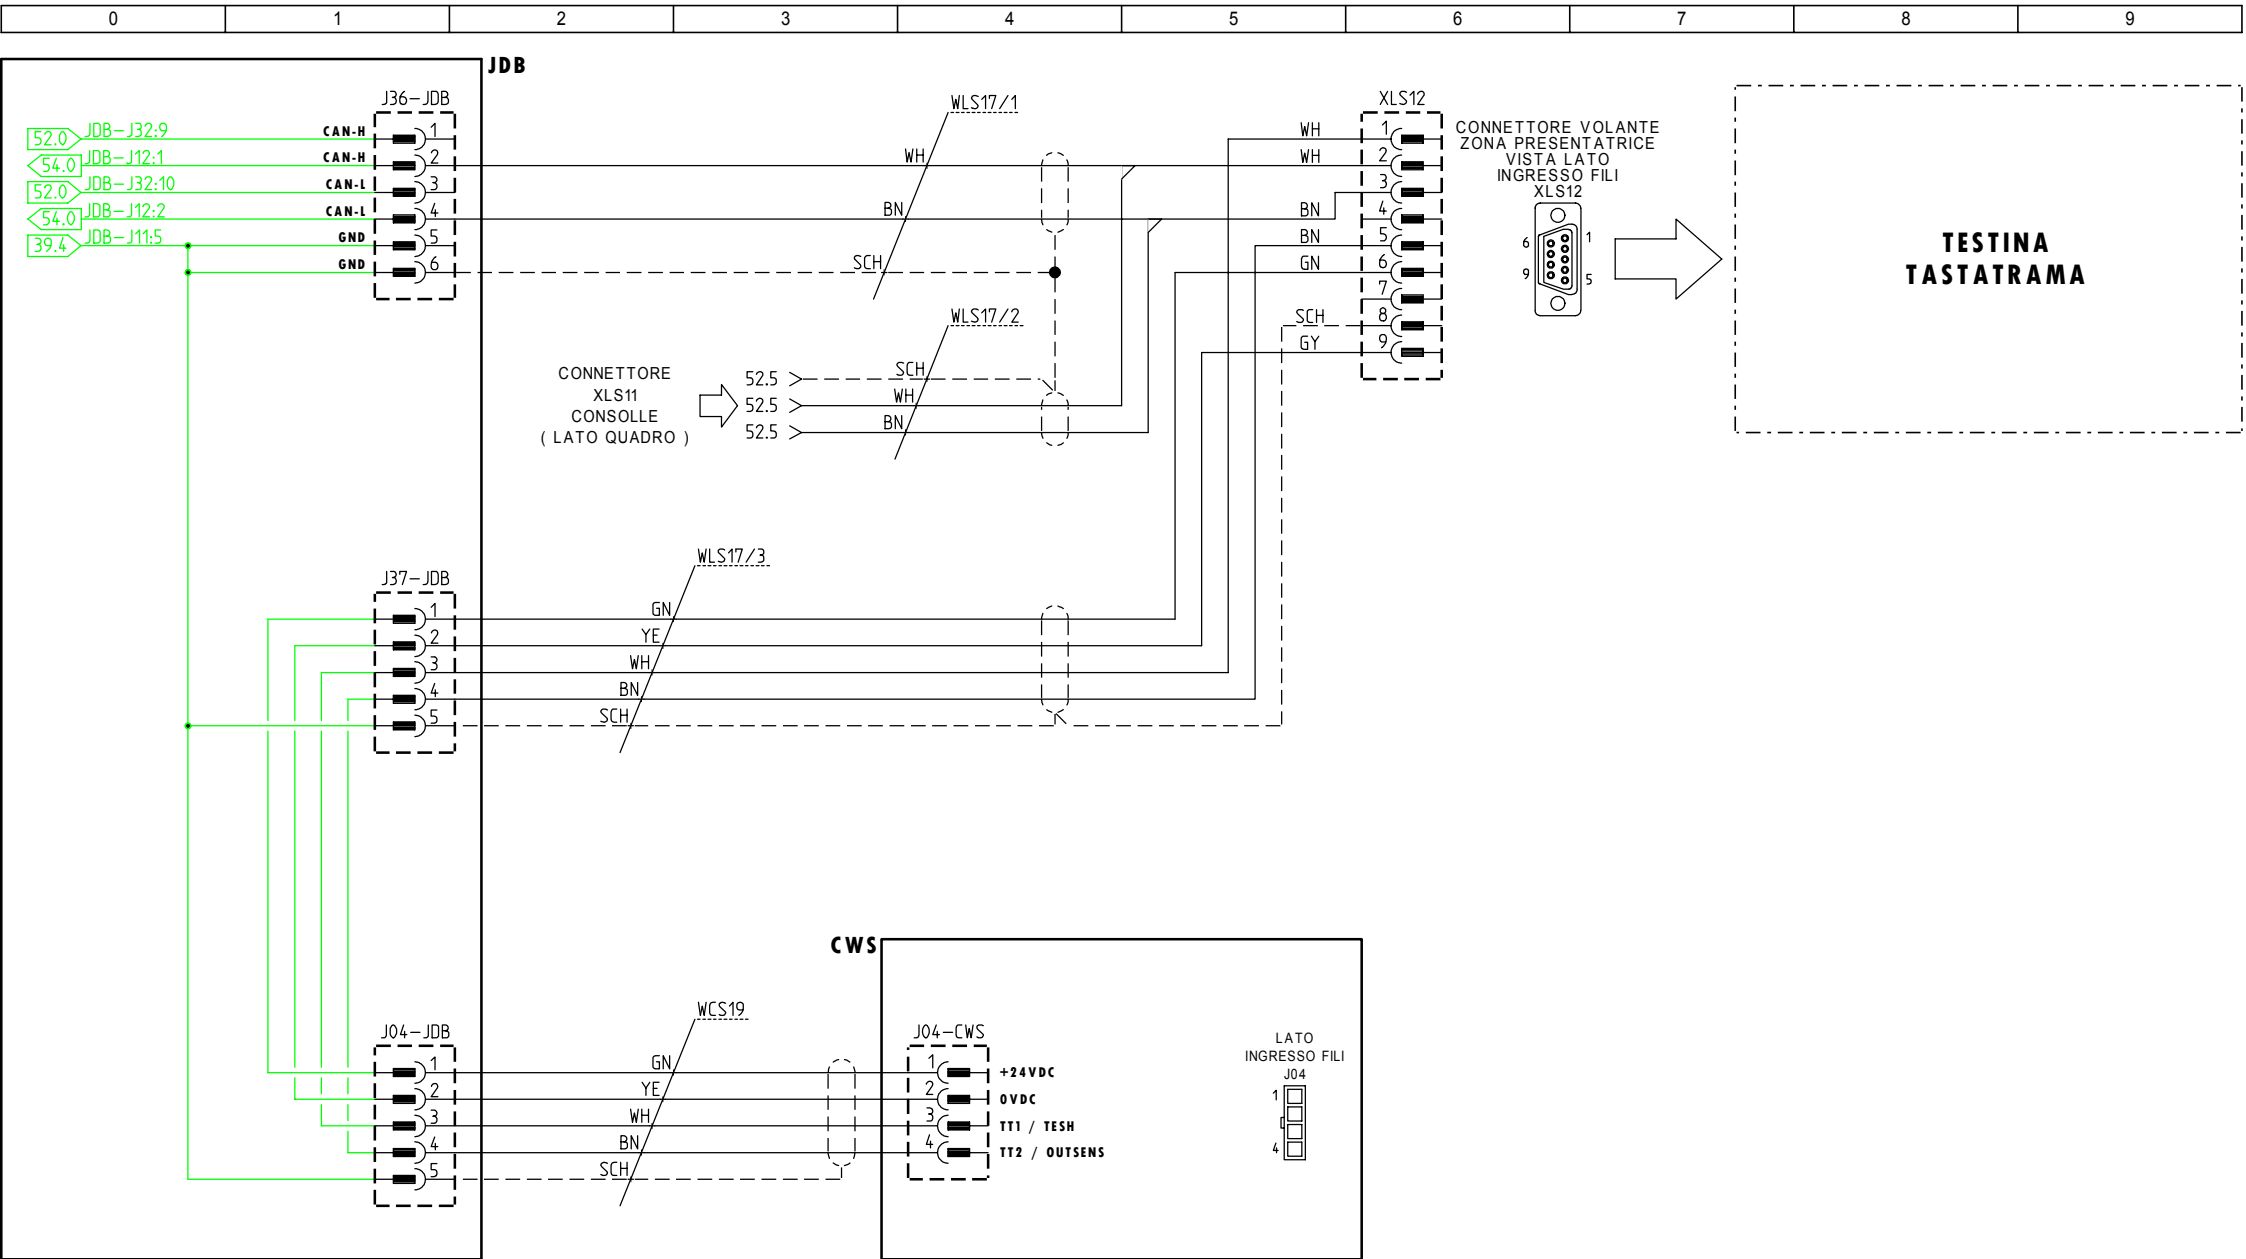 0 1 2 3 4 5 6 7 8 9
JDB
J36-JDB
52.0 JDB-J32:9 CAN-H 1
54.0 JDB-J12:1 CAN-H 2
52.0 JDB-J32:10 CAN-L 3
54.0 JDB-J12:2 CAN-L 4
39.4 JDB-J11:5 GND 5
GND 6
WLS17/1
WH
BN
SCH
WLS17/2
SCH
WH
BN
CONNETTORE
XLS11
CONSOLLE
( LATO QUADRO )
52.5
52.5
52.5
XLS12
WH 1
WH 2
3
BN 4
BN 5
GN 6
7
SCH 8
GY 9
CONNETTORE VOLANTE
ZONA PRESENTATRICE
VISTA LATO
INGRESSO FILI
XLS12
6 1
9 5
TESTINA
TASTATRAMA
WLS17/3
J37-JDB
1 GN
2 YE
3 WH
4 BN
5 SCH
CWS
WCS19
J04-JDB
1 GN
2 YE
3 WH
4 BN
5 SCH
J04-CWS
1 +24VDC
2 0VDC
3 TT1 / TESH
4 TT2 / OUTSENS
LATO
INGRESSO FILI
J04
1
4